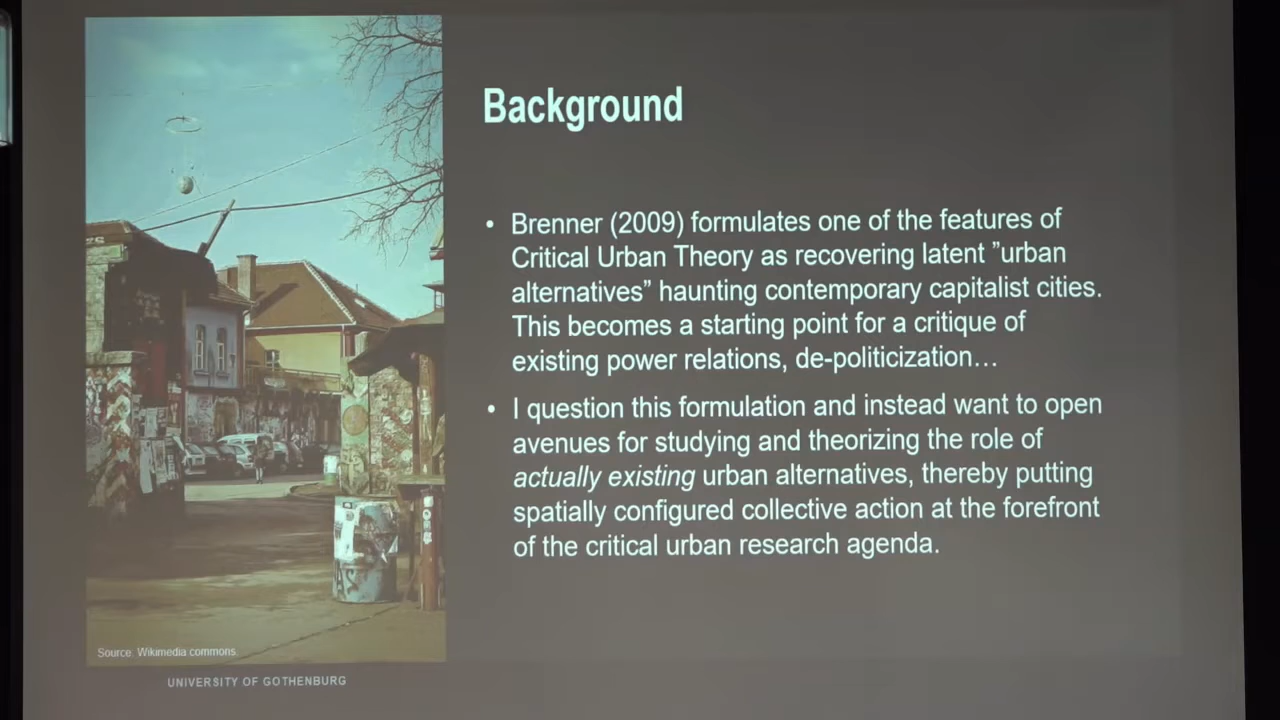 Background
• Brenner (2009) formulates one of the features of
Critical Urban Theory as recovering latent ”urban
alternatives” haunting contemporary capitalist cities.
This becomes a starting point for a critique of
existing power relations, de-politicization…
• I question this formulation and instead want to open
avenues for studying and theorizing the role of
actually existing urban alternatives, thereby putting
spatially configured collective action at the forefront
of the critical urban research agenda.
Source: Wikimedia commons.
UNIVERSITY OF GOTHENBURG